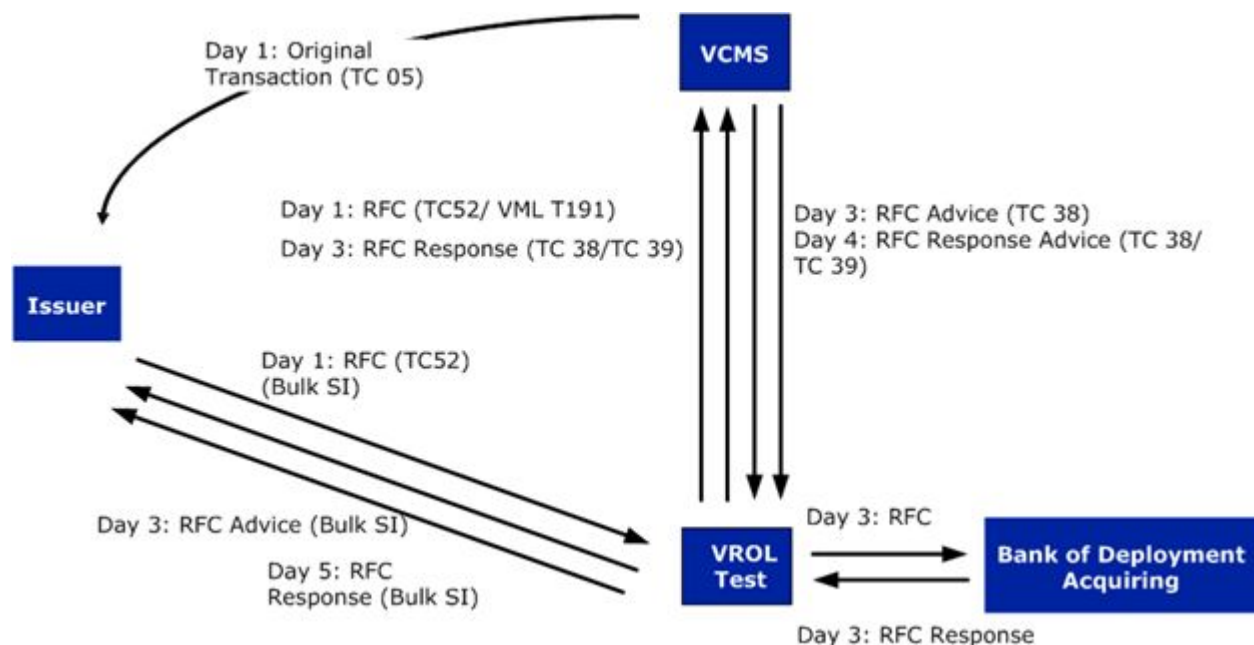 Day 1: Original
Transaction (TC 05)
VCMS
Day 1: RFC (TC52/ VML T191)
Day 3: RFC Response (TC 38/TC 39)
Day 3: RFC Advice (TC 38)
Day 4: RFC Response Advice (TC 38/
TC 39)
Issuer
Day 1: RFC (TC52)
(Bulk SI)
Day 3: RFC Advice (Bulk SI)
Day 5: RFC
Response (Bulk SI)
VROL
Test
Day 3: RFC
Bank of Deployment
Acquiring
Day 3: RFC Response